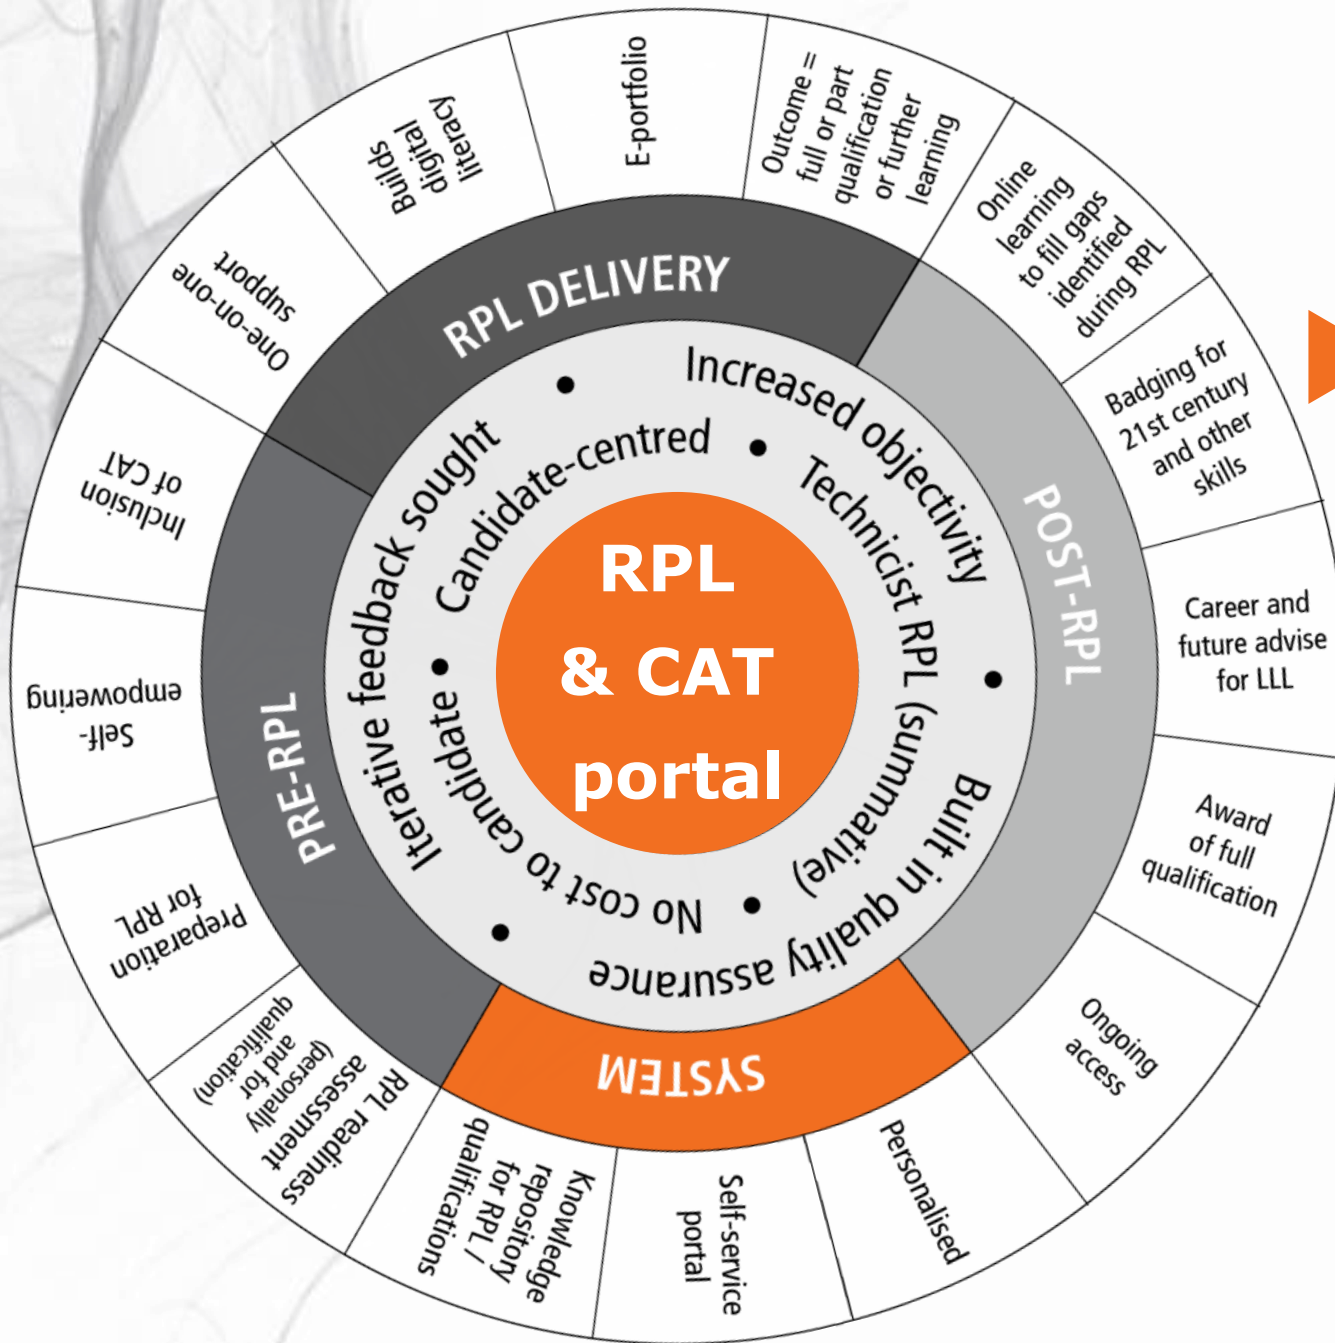 RPL
& CAT
portal
Candidate-centred
Technicist RPL (summative)
No cost to candidate
Increased objectivity
Built in quality assurance
Iterative feedback sought
RPL DELIVERY
One-on-one
support
Builds
digital
literacy
E-portfolio
Outcome =
full or part
qualification
or further
learning
POST-RPL
Online
learning
to fill gaps
identified
during RPL
Badging for
21st century
and other
skills
Career and
future advise
for LLL
Award
of full
qualification
Ongoing
access
SYSTEM
Personalised
Self-service
portal
Knowledge
repository
for RPL /
qualifications
PRE-RPL
RPL readiness
assessment
(personally
and for
qualification)
Preparation
for RPL
Self-
empowering
Inclusion
of CAT